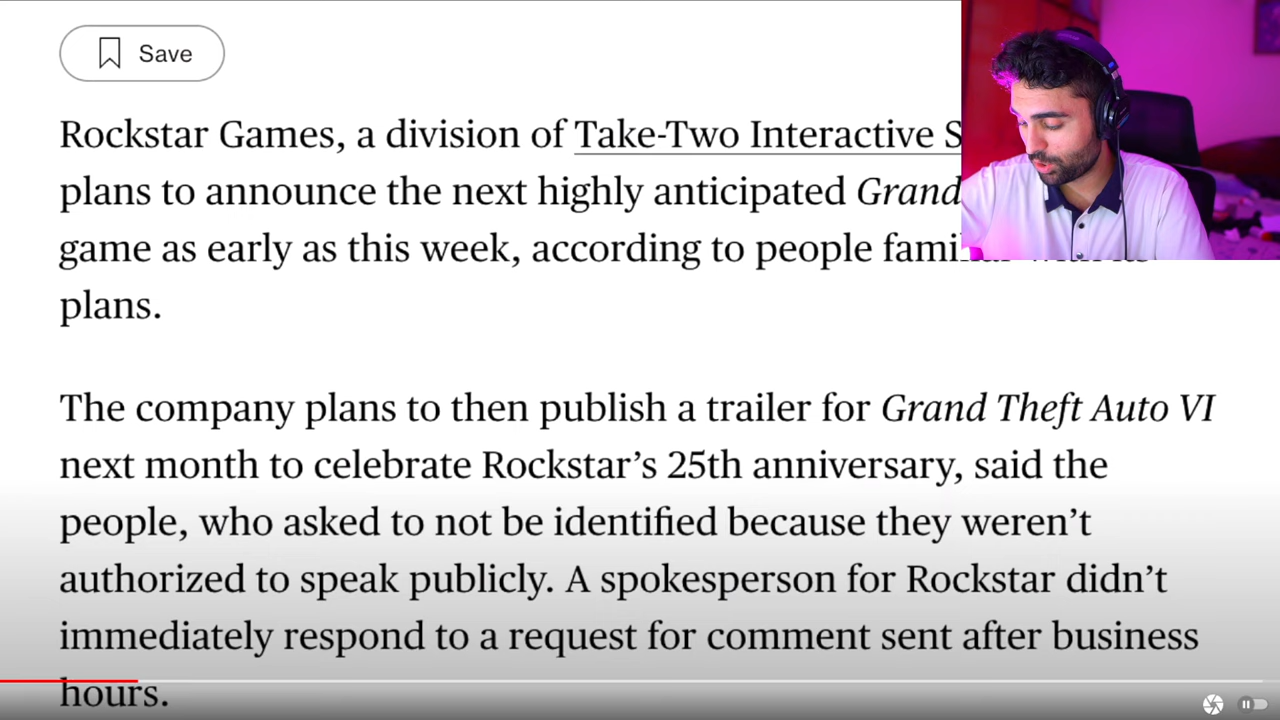 Save
Rockstar Games, a division of Take-Two Interactive S
plans to announce the next highly anticipated Grand
game as early as this week, according to people
plans.
The company plans to then publish a trailer for Grand Theft Auto VI
next month to celebrate Rockstar’s 25th anniversary, said the
people, who asked to not be identified because they weren’t
authorized to speak publicly. A spokesperson for Rockstar didn’t
immediately respond to a request for comment sent after business
hours.